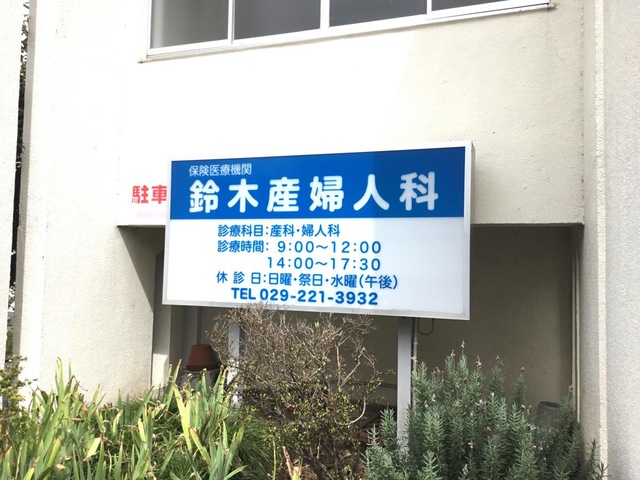 保険医療機関
鈴木産婦人科
駐車
診療科目:産科・婦人科
診療時間: 9:00～12:00
14:00～17:30
休診日:日曜・祭日・水曜(午後)
TEL 029-221-3932